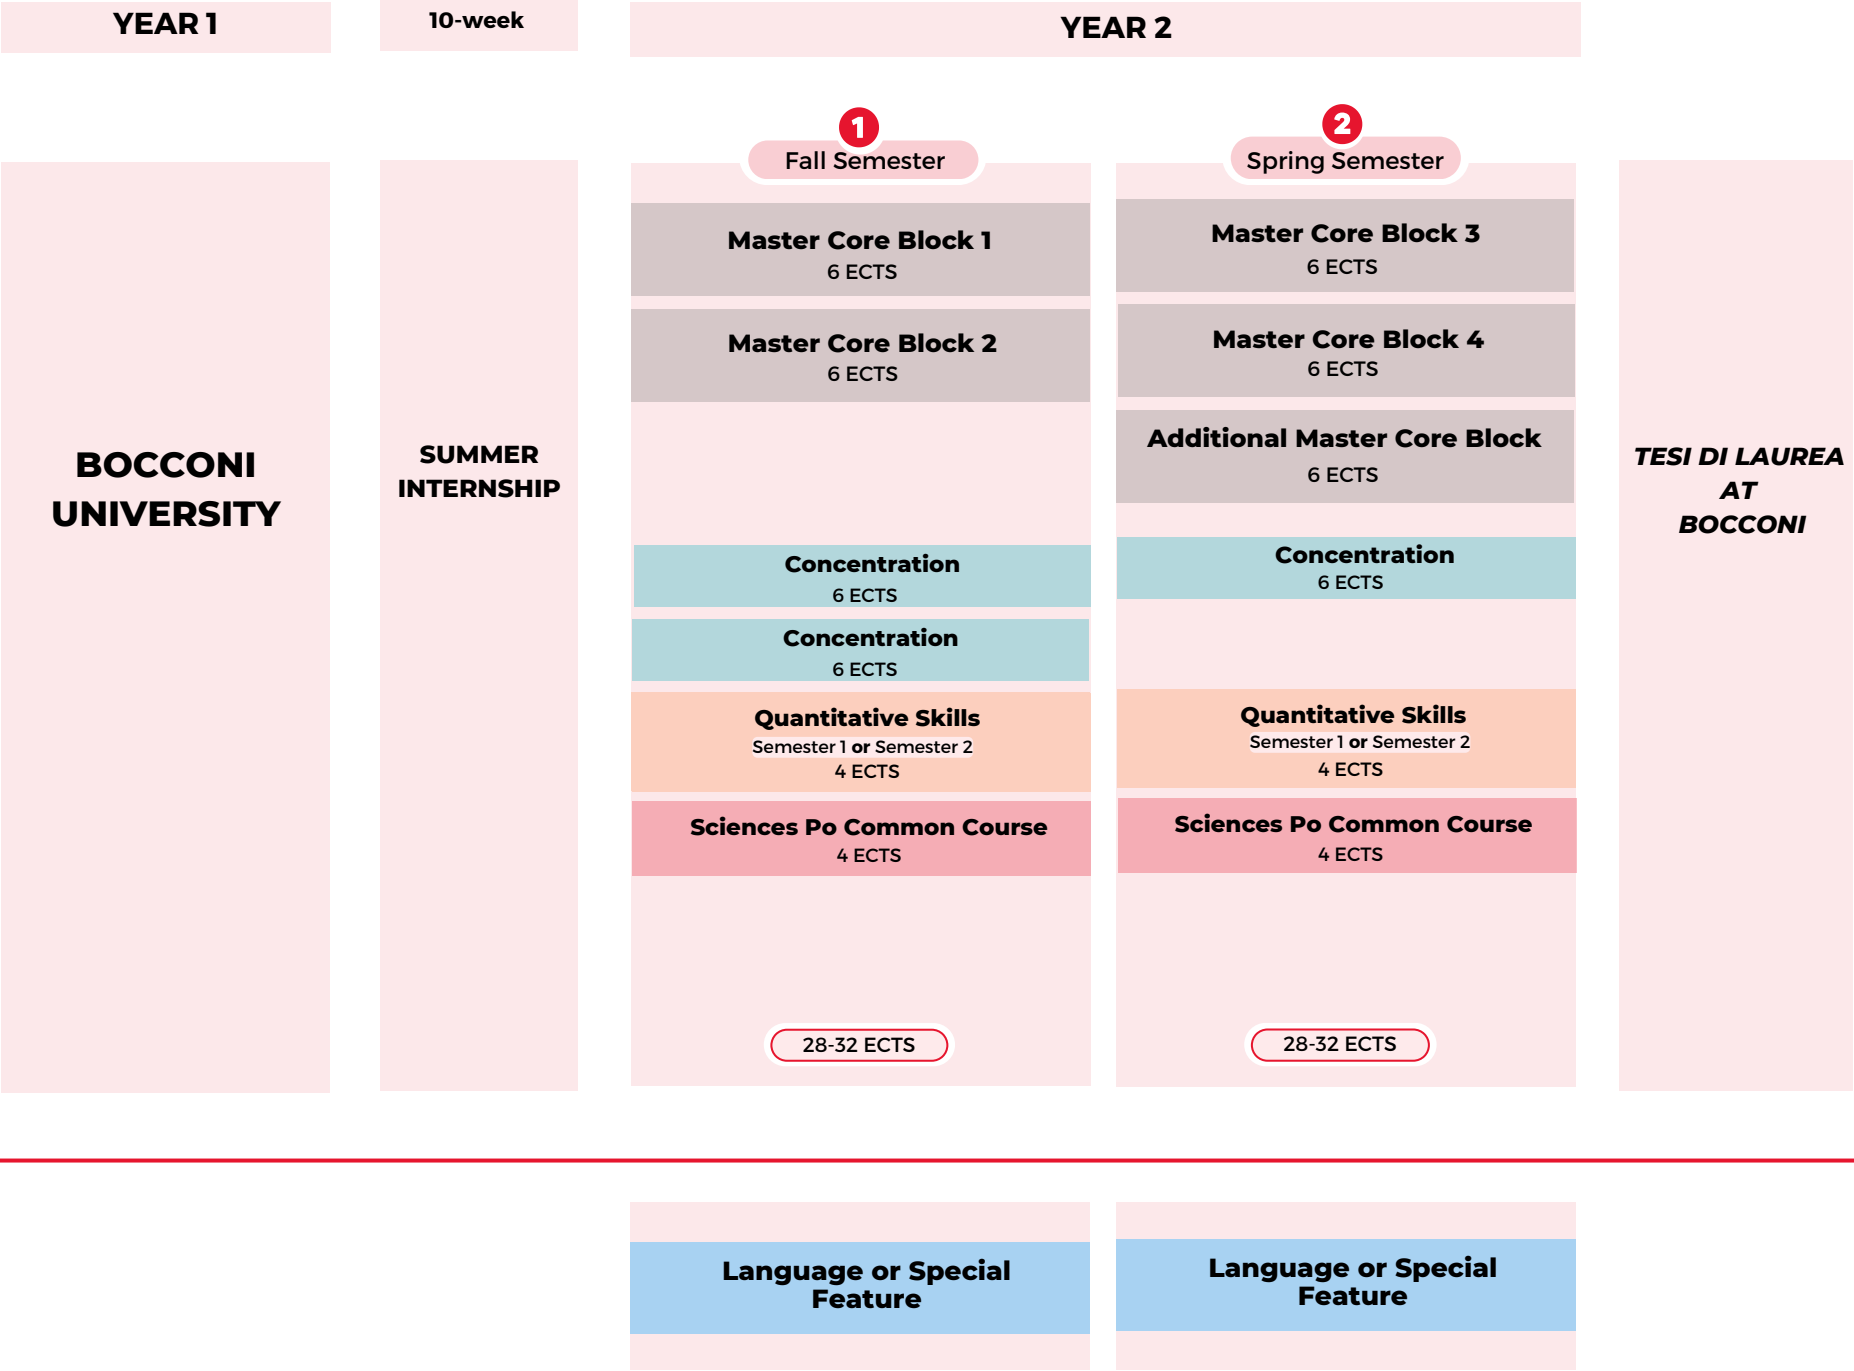 YEAR 1
10-week
YEAR 2
BOCCONI
UNIVERSITY
SUMMER
INTERNSHIP
1
Fall Semester
Master Core Block 1
6 ECTS
Master Core Block 2
6 ECTS
Concentration
6 ECTS
Concentration
6 ECTS
Quantitative Skills
Semester 1 or Semester 2
4 ECTS
Sciences Po Common Course
4 ECTS
28-32 ECTS
2
Spring Semester
Master Core Block 3
6 ECTS
Master Core Block 4
6 ECTS
Additional Master Core Block
6 ECTS
Concentration
6 ECTS
Quantitative Skills
Semester 1 or Semester 2
4 ECTS
Sciences Po Common Course
4 ECTS
28-32 ECTS
TESI DI LAUREA
AT
BOCCONI
Language or Special
Feature
Language or Special
Feature